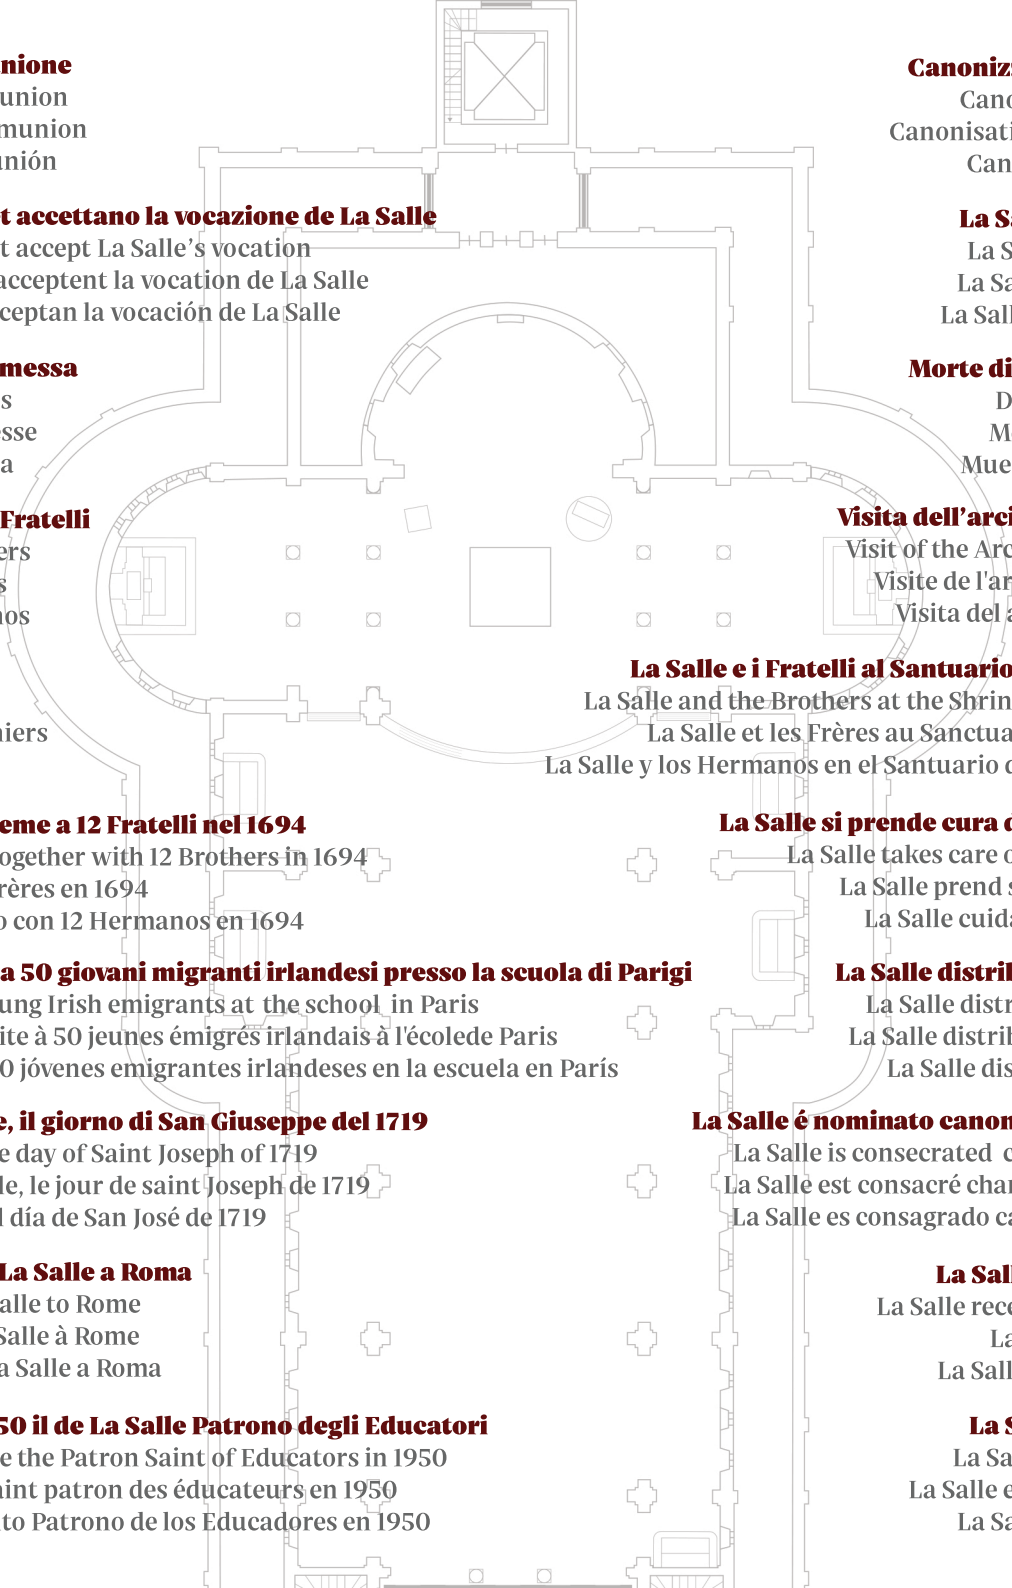 nione
union
munion
unión
t accettano la vocazione de La Salle
t accept La Salle’s vocation
acceptent la vocation de La Salle
ceptan la vocación de La Salle
messa
s
esse
a
Fratelli
ers
s
nos
niers
eme a 12 Fratelli nel 1694
ogether with 12 Brothers in 1694
rères en 1694
o con 12 Hermanos en 1694
a 50 giovani migranti irlandesi presso la scuola di Parigi
ung Irish emigrants at the school in Paris
ite à 50 jeunes émigrés irlandais à l'écolede Paris
0 jóvenes emigrantes irlandeses en la escuela en París
e, il giorno di San Giuseppe del 1719
e day of Saint Joseph of 1719
le, le jour de saint Joseph de 1719
l día de San José de 1719
La Salle a Roma
alle to Rome
Salle à Rome
a Salle a Roma
50 il de La Salle Patrono degli Educatori
e the Patron Saint of Educators in 1950
aint patron des éducateurs en 1950
to Patrono de los Educadores en 1950
Canoniz
Cano
Canonisati
Can
La Sa
La S
La Sa
La Sall
Morte di
D
Mo
Mue
Visita dell’arci
Visit of the Arc
Visite de l'ar
Visita del a
La Salle e i Fratelli al Santuario
La Salle and the Brothers at the Shrin
La Salle et les Frères au Sanctua
La Salle y los Hermanos en el Santuario d
La Salle si prende cura d
La Salle takes care o
La Salle prend s
La Salle cuida
La Salle distrib
La Salle distr
La Salle distrib
La Salle dis
La Salle é nominato canon
La Salle is consecrated c
La Salle est consacré char
La Salle es consagrado ca
La Sall
La Salle rece
La
La Sall
La S
La Sa
La Salle e
La Sa